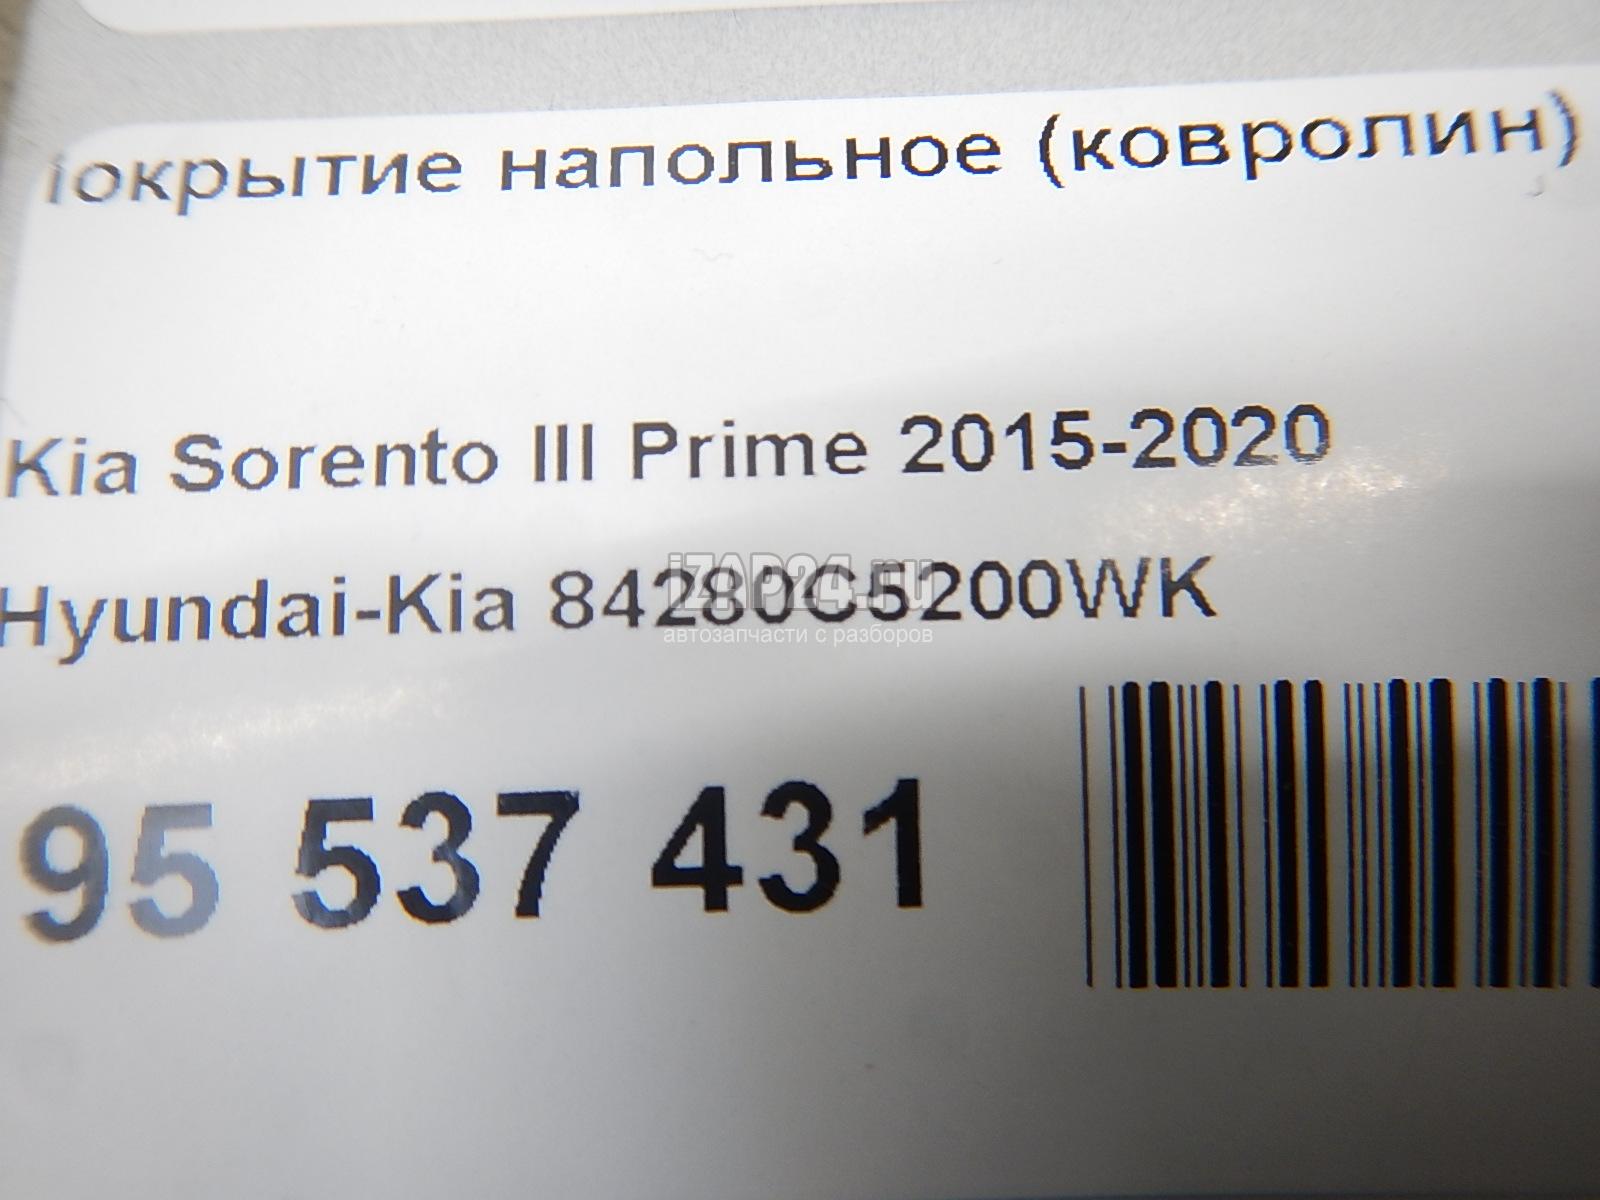 Покрытие напольное (ковролин)
Kia Sorento III Prime 2015-2020
Hyundai-Kia 84280C5200WK
iZAP24.ru
автозапчасти с разборов
95 537 431